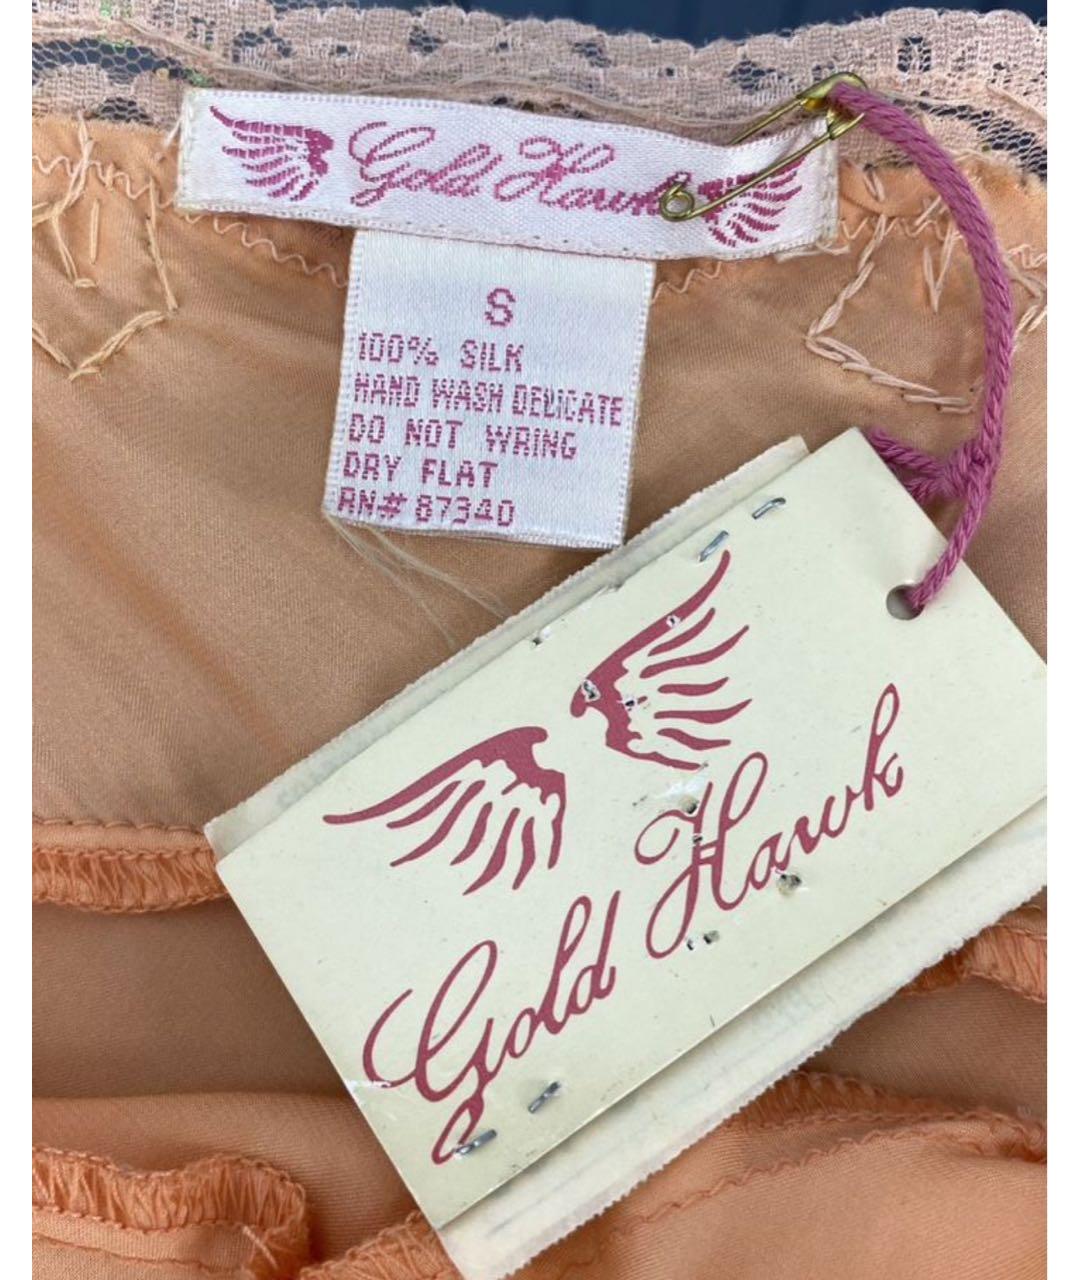 Gold Hawk
S
100% SILK
HAND WASH DELICATE
DO NOT WRING
DRY FLAT
RN# 87340
Gold Hawk